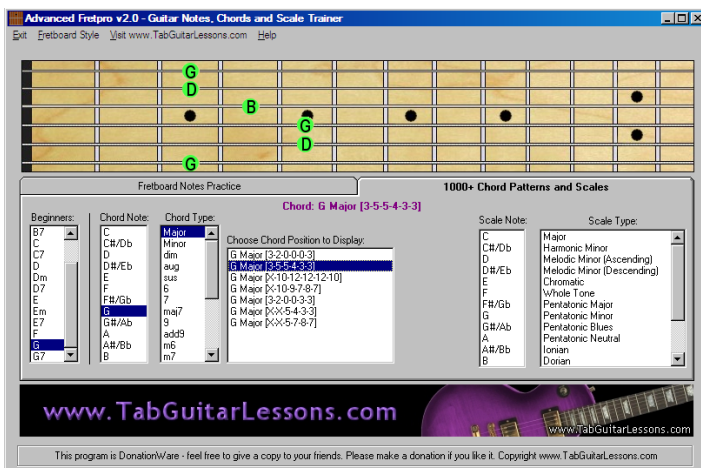 Advanced Fretpro v2.0 - Guitar Notes, Chords and Scale Trainer
Exit Fretboard Style Visit www.TabGuitarLessons.com Help
G
D
B
G
D
G
Fretboard Notes Practice
1000+ Chord Patterns and Scales
Chord: G Major [3-5-5-4-3-3]
Beginners:
B7
C
C7
D
Dm
D7
E
Em
E7
F
G
G7
Chord Note:
C
C#/Db
D
D#/Eb
E
F
F#/Gb
G
G#/Ab
A
A#/Bb
B
Chord Type:
Major
Minor
dim
aug
sus
6
7
maj7
9
add9
m6
m7
Choose Chord Position to Display:
G Major [3-2-0-0-0-3]
G Major [3-5-5-4-3-3]
G Major [X-10-12-12-12-10]
G Major [X-10-9-7-8-7]
G Major [3-2-0-0-3-3]
G Major [X-X-5-4-3-3]
G Major [X-X-5-7-8-7]
Scale Note:
C
C#/Db
D
D#/Eb
E
F
F#/Gb
G
G#/Ab
A
A#/Bb
B
Scale Type:
Major
Harmonic Minor
Melodic Minor (Ascending)
Melodic Minor (Descending)
Chromatic
Whole Tone
Pentatonic Major
Pentatonic Minor
Pentatonic Blues
Pentatonic Neutral
Ionian
Dorian
www.TabGuitarLessons.com
www.TabGuitarLessons.com
This program is DonationWare - feel free to give a copy to your friends. Please make a donation if you like it. Copyright www.TabGuitarLessons.com